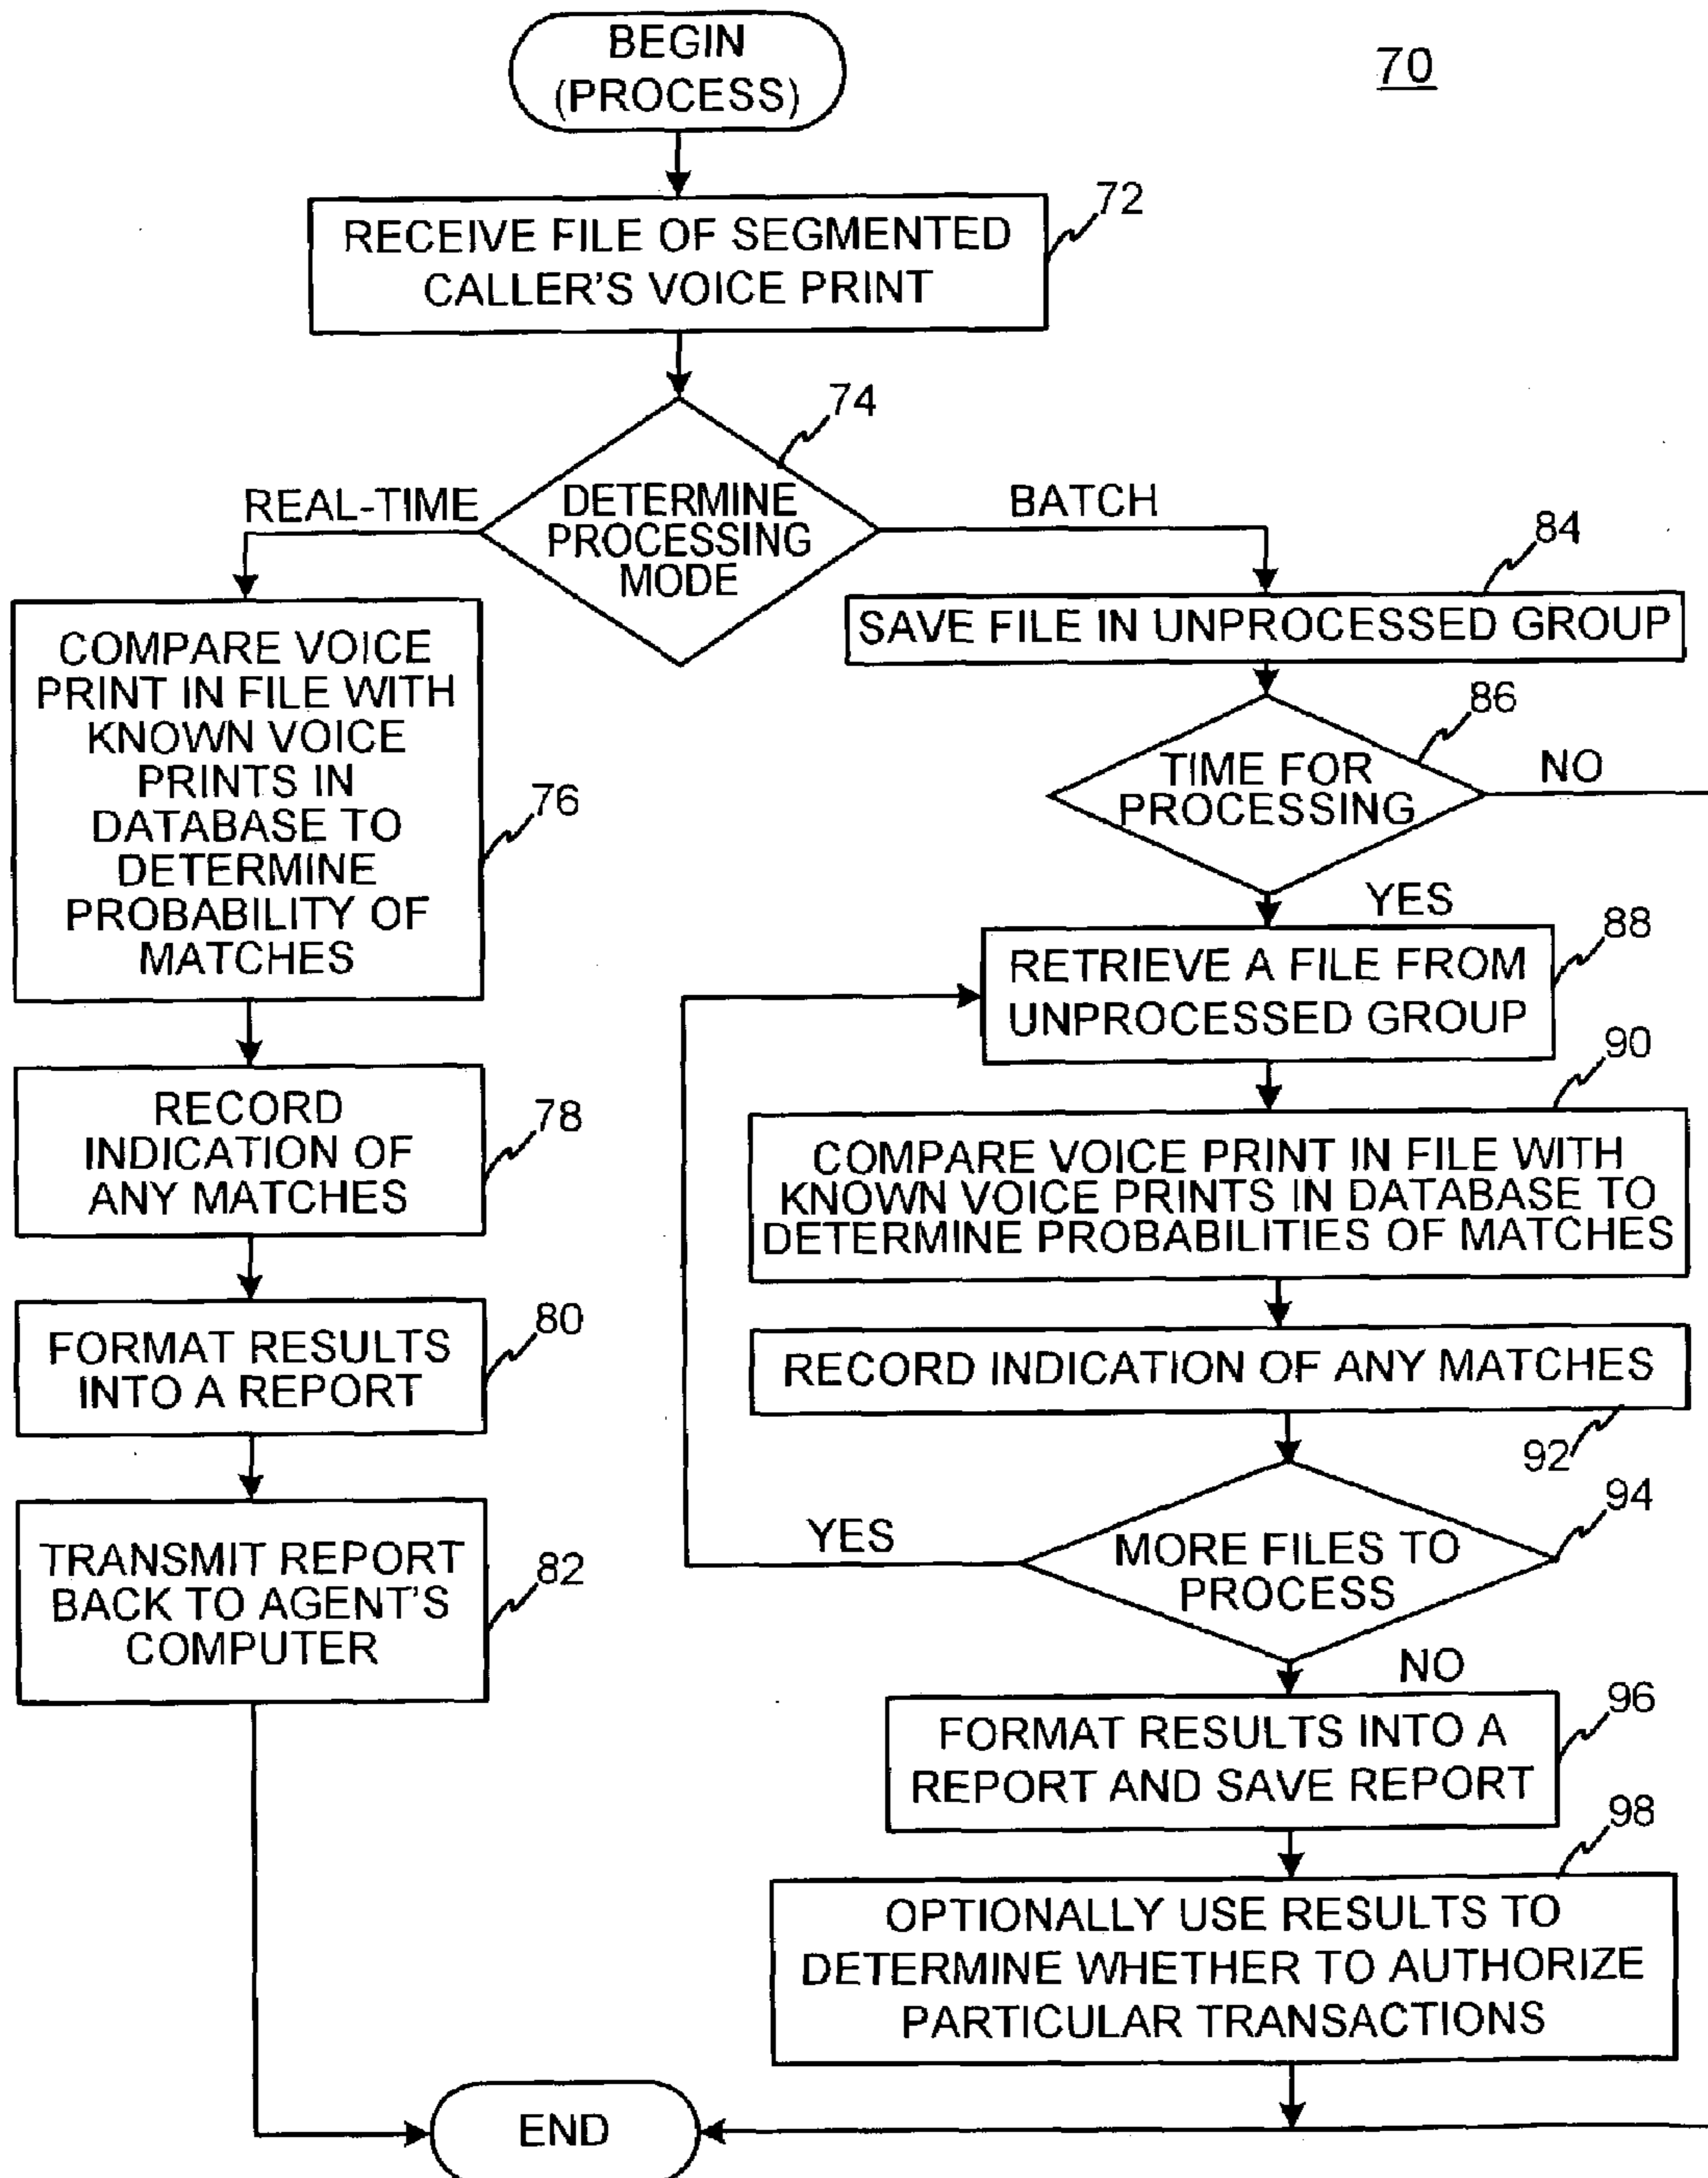 BEGIN
(PROCESS)
70
72
RECEIVE FILE OF SEGMENTED
CALLER'S VOICE PRINT
74
DETERMINE
PROCESSING
MODE
REAL-TIME
BATCH
COMPARE VOICE
PRINT IN FILE WITH
KNOWN VOICE
PRINTS IN
DATABASE TO
DETERMINE
PROBABILITY OF
MATCHES
76
RECORD
INDICATION OF
ANY MATCHES
78
FORMAT RESULTS
INTO A REPORT
80
TRANSMIT REPORT
BACK TO AGENT'S
COMPUTER
82
84
SAVE FILE IN UNPROCESSED GROUP
86
TIME FOR
PROCESSING
NO
YES
88
RETRIEVE A FILE FROM
UNPROCESSED GROUP
90
COMPARE VOICE PRINT IN FILE WITH
KNOWN VOICE PRINTS IN DATABASE TO
DETERMINE PROBABILITIES OF MATCHES
RECORD INDICATION OF ANY MATCHES
92
94
YES
MORE FILES TO
PROCESS
NO
96
FORMAT RESULTS INTO A
REPORT AND SAVE REPORT
98
OPTIONALLY USE RESULTS TO
DETERMINE WHETHER TO AUTHORIZE
PARTICULAR TRANSACTIONS
END